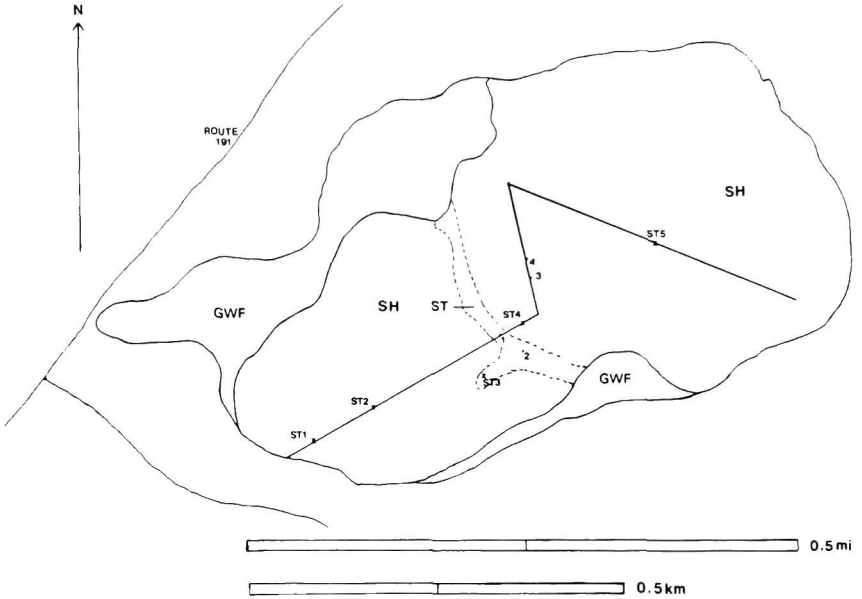 N
ROUTE
191
SH
ST5
GWF
SH
ST
4
3
ST4
1
2
GWF
ST3
ST2
ST1
0.5 mi
0.5 km